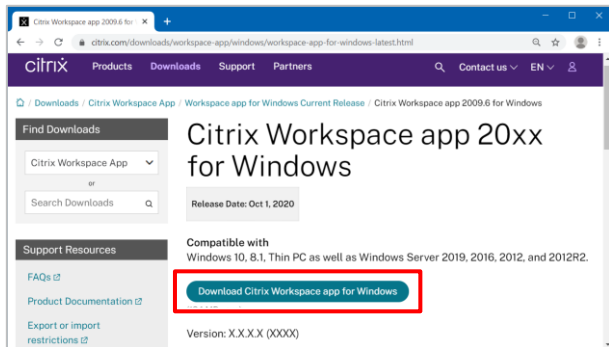 Citrix Workspace app 2009.6 for
citrix.com/downloads/workspace-app/windows/workspace-app-for-windows-latest.html
citrix Products Downloads Support Partners Contact us EN
/ Downloads / Citrix Workspace App / Workspace app for Windows Current Release / Citrix Workspace app 2009.6 for Windows
Find Downloads
Citrix Workspace App
or
Search Downloads
Support Resources
FAQs
Product Documentation
Export or import
restrictions
Citrix Workspace app 20xx
for Windows
Release Date: Oct 1, 2020
Compatible with
Windows 10, 8.1, Thin PC as well as Windows Server 2019, 2016, 2012, and 2012R2.
Download Citrix Workspace app for Windows
Version: X.X.X.X (XXXX)